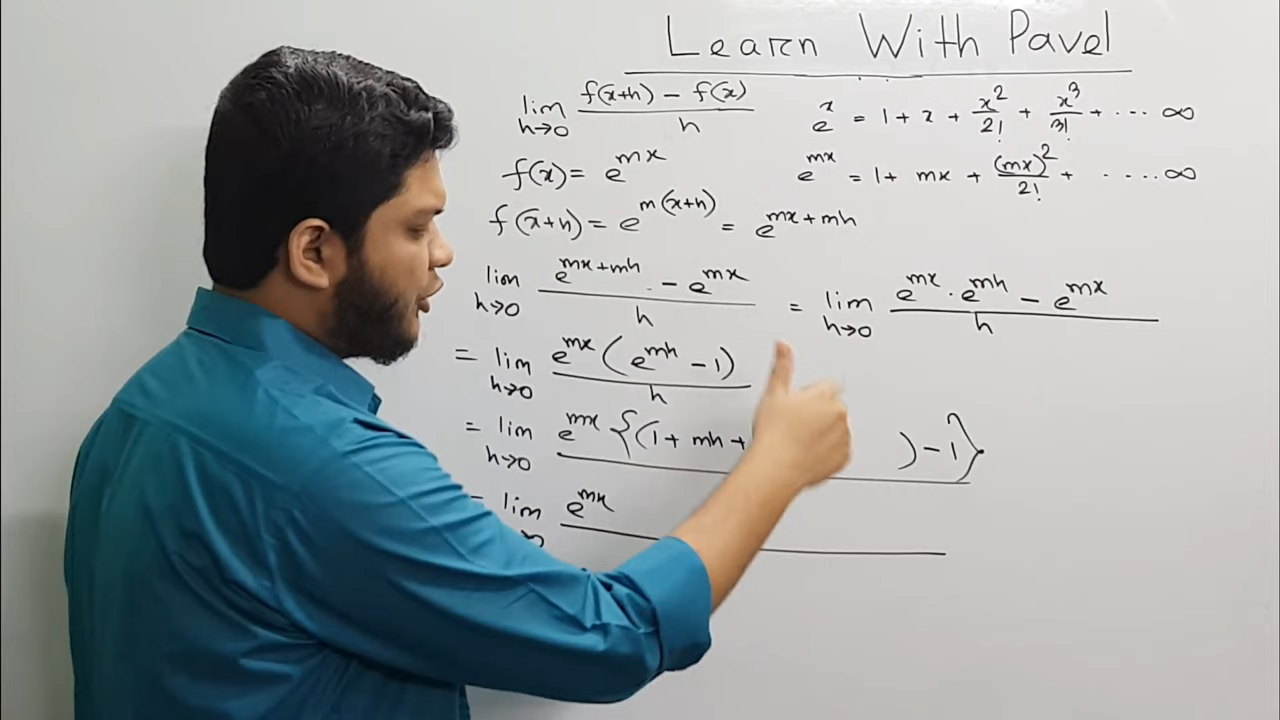 Learn With Pavel
lim h→0 (f(x+h) − f(x)) / h
e^x = 1 + x + x^2/2! + x^3/3! + ... ∞
f(x) = e^mx
e^mx = 1 + mx + (mx)^2/2! + ..... ∞
f(x+h) = e^m(x+h) = e^mx+mh
lim h→0 (e^mx+mh − e^mx) / h = lim h→0 (e^mx · e^mh − e^mx) / h
= lim h→0 e^mx (e^mh − 1) / h
= lim h→0 e^mx {(1 + mh + ) − 1}
= lim e^mx